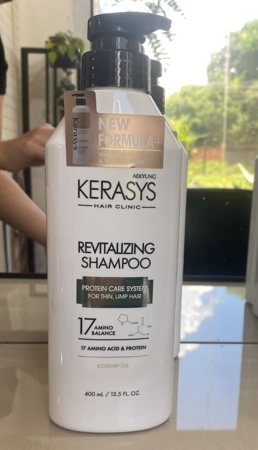 NEW
FORMULA
Kerasys
AEKYUNG
KERASYS
HAIR CLINIC
REVITALIZING
SHAMPOO
PROTEIN CARE SYSTEM
FOR THIN, LIMP HAIR
17 AMINO
BALANCE
17 AMINO ACID & PROTEIN
ROSEHIP OIL
400 mL / 13.5 FL. OZ.